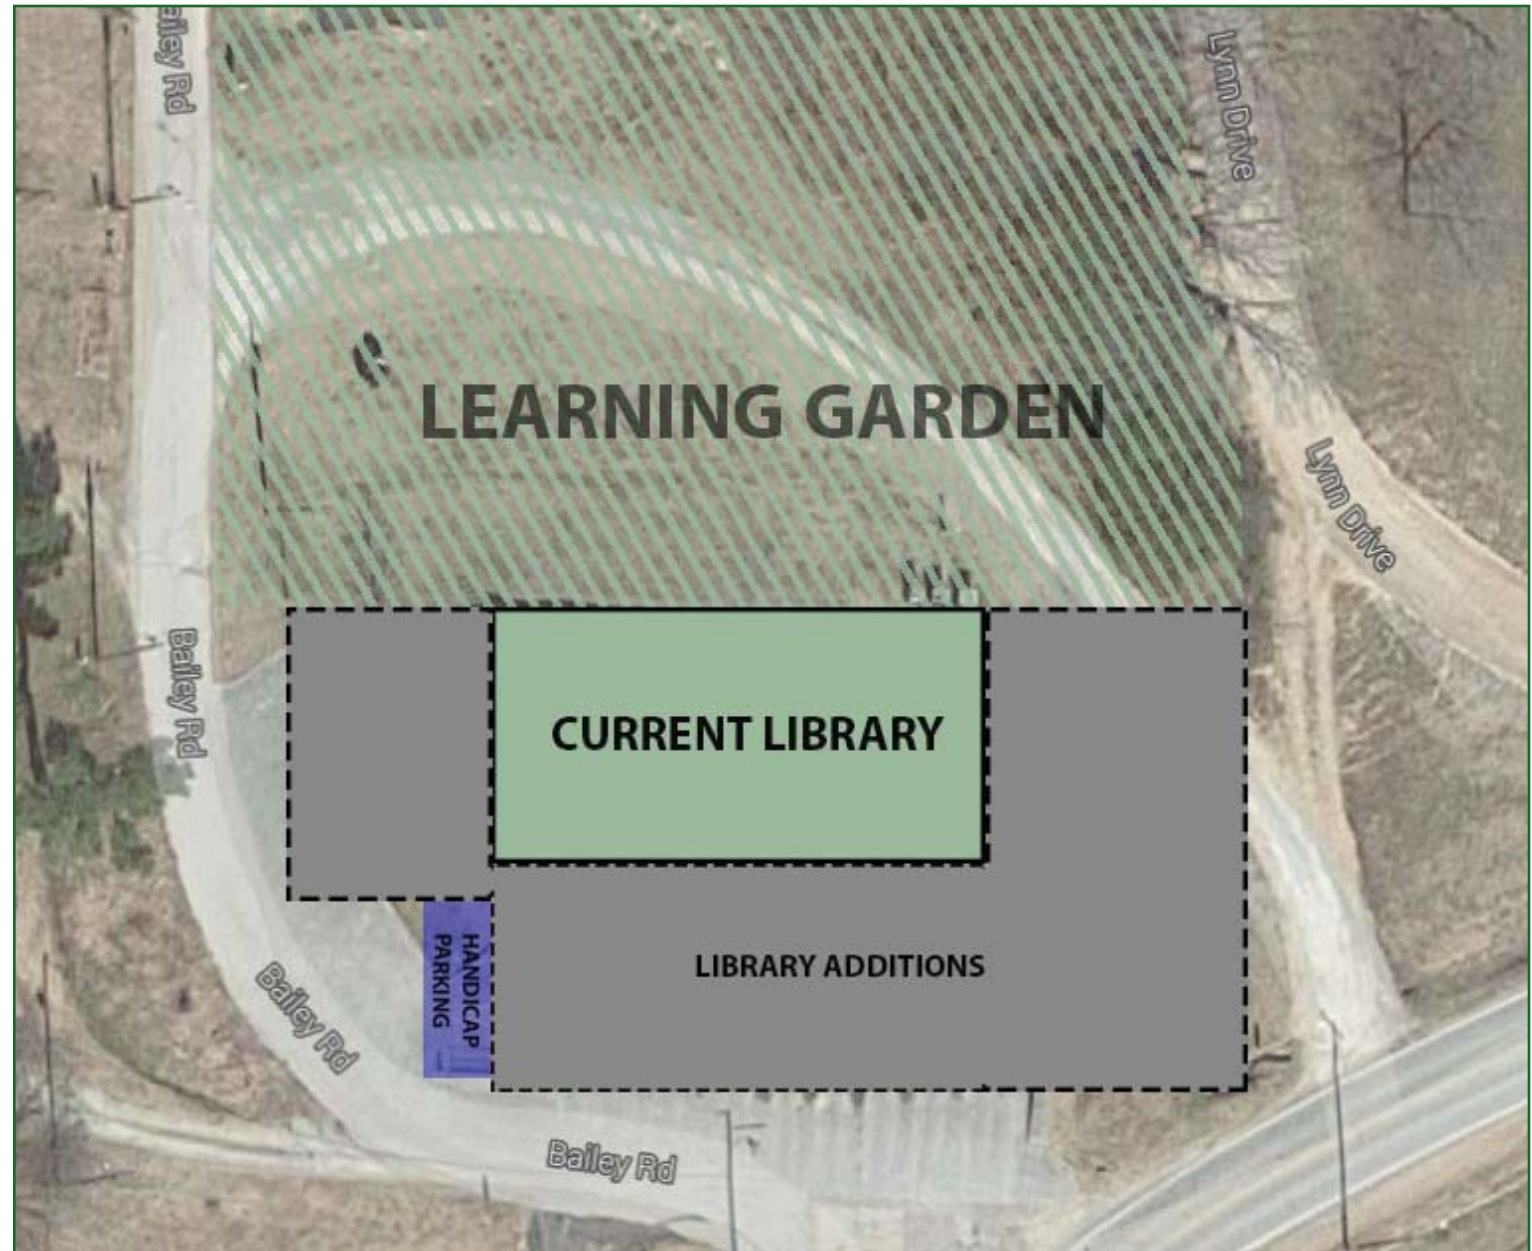 ailey Rd
Lynn Drive
LEARNING GARDEN
Lynn Drive
Bailey Rd
CURRENT LIBRARY
HANDICAP
PARKING
LIBRARY ADDITIONS
Bailey Rd
Bailey Rd